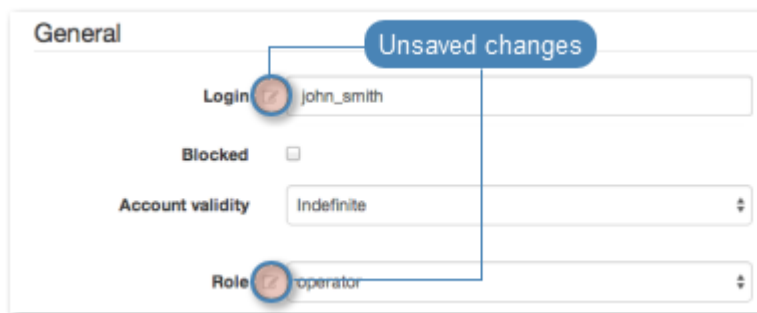 General
Unsaved changes
Login john_smith
Blocked
Account validity Indefinite
Role operator